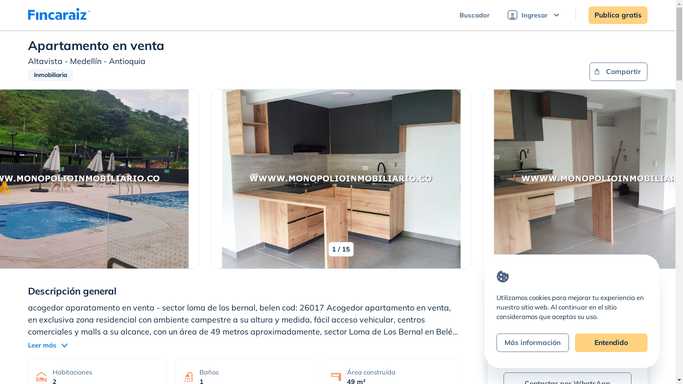 Fincaraiz
Buscador
Ingresar
Publica gratis
Apartamento en venta
Altavista - Medellín - Antioquia
Inmobiliaria
Compartir
WWW.MONOPOLIOINMOBILIARIO.CO
WWW.MONOPOLIOINMOBILIARIO.CO
WWW.MONOPOLIOINMOBILIA
1 / 15
Descripción general
acogedor aparatamento en venta - sector loma de los bernal, belen cod: 26017 Acogedor apartamento en venta,
en exclusiva zona residencial con ambiente campestre a su altura y medida, fácil acceso vehicular, centros
comerciales y malls a su alcance, con un área de 49 metros aproximadamente, sector Loma de Los Bernal en Belé...
Leer más
Habitaciones
2
Baños
1
Área construida
49 m²
Utilizamos cookies para mejorar tu experiencia en
nuestro sitio web. Al continuar en el sitio
consideramos que aceptas su uso.
Más información
Entendido
Contactar por WhatsApp